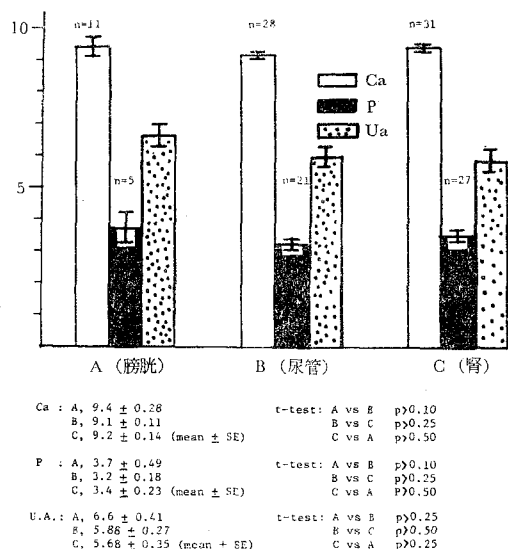 10
n=11
n=28
n=31
Ca
P
Ua
n=5
n=21
n=27
5
A (膀胱)
B (尿管)
C (腎)
Ca : A, 9.4 ± 0.28
B, 9.1 ± 0.11
C, 9.2 ± 0.14 (mean ± SE)
t-test: A vs B p>0.10
B vs C p>0.25
C vs A p>0.50
P : A, 3.7 ± 0.49
B, 3.2 ± 0.18
C, 3.4 ± 0.23 (mean ± SE)
t-test: A vs B p>0.10
B vs C p>0.25
C vs A P>0.50
U.A.: A, 6.6 ± 0.41
B, 5.88 ± 0.27
C, 5.68 ± 0.35 (mean ± SE)
t-test: A vs B p>0.25
B vs C p>0.50
C vs A p>0.25